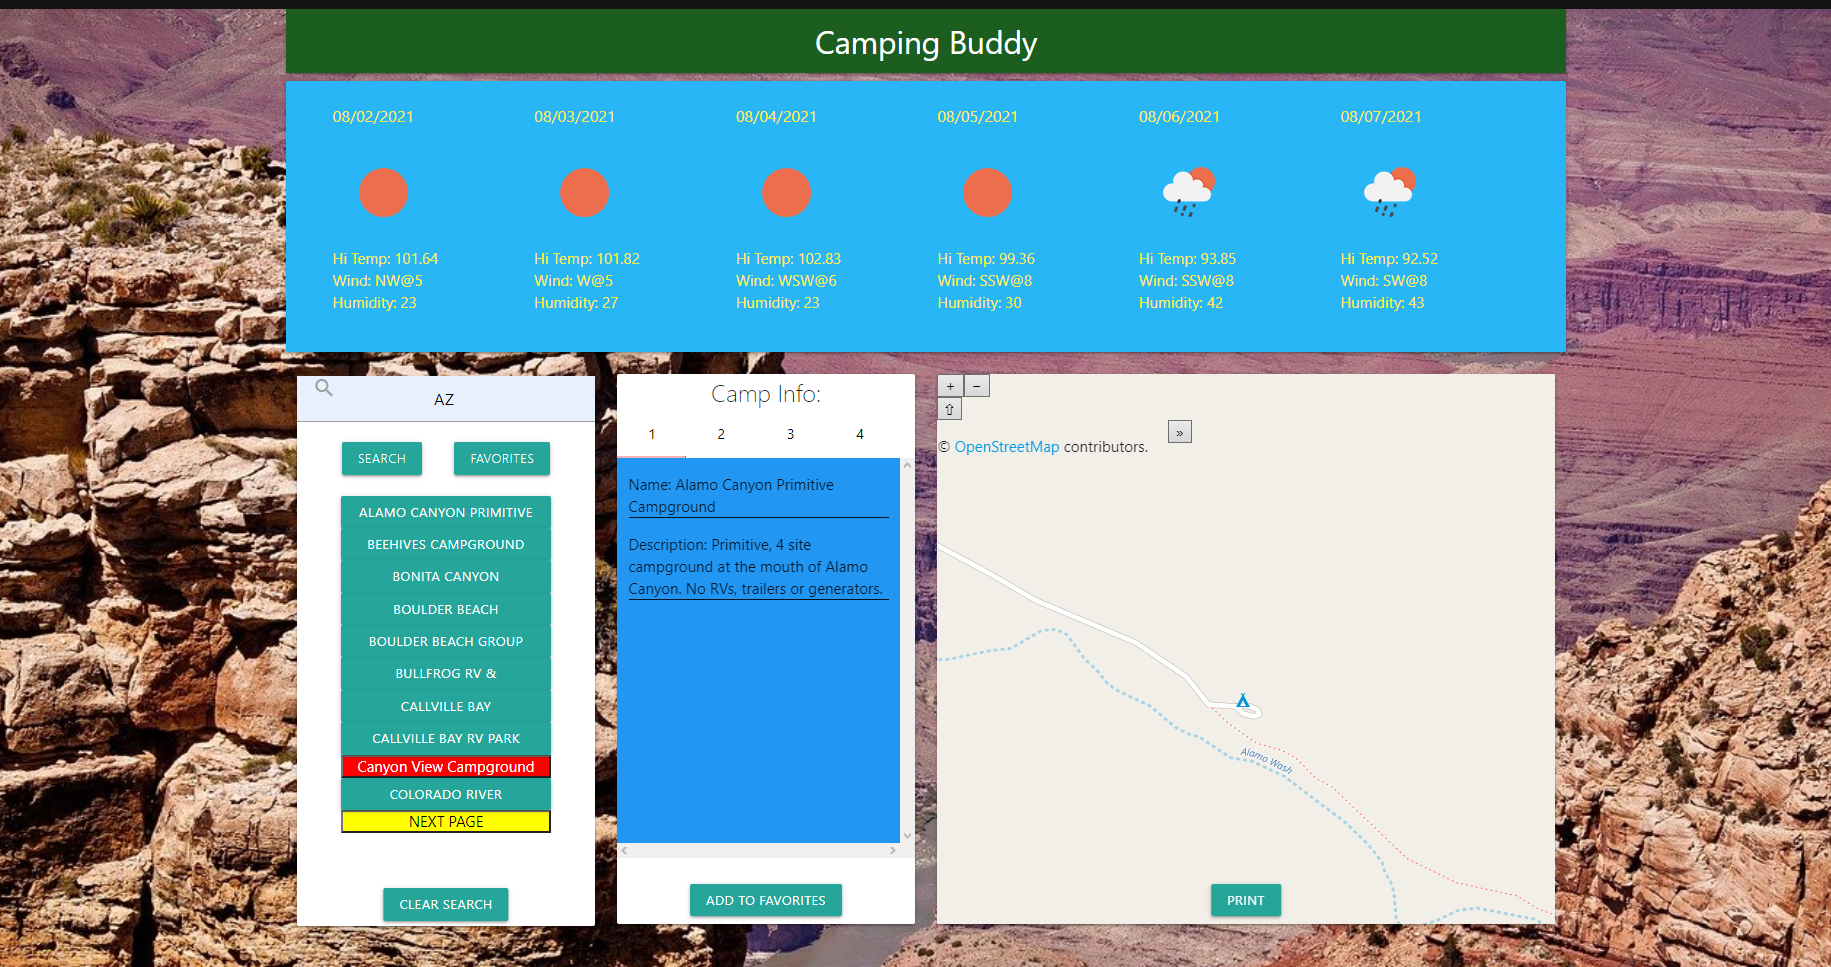 Camping Buddy
08/02/2021
08/03/2021
08/04/2021
08/05/2021
08/06/2021
08/07/2021
Hi Temp: 101.64
Wind: NW@5
Humidity: 23
Hi Temp: 101.82
Wind: W@5
Humidity: 27
Hi Temp: 102.83
Wind: WSW@6
Humidity: 23
Hi Temp: 99.36
Wind: SSW@8
Humidity: 30
Hi Temp: 93.85
Wind: SSW@8
Humidity: 42
Hi Temp: 92.52
Wind: SW@8
Humidity: 43
AZ
SEARCH
FAVORITES
ALAMO CANYON PRIMITIVE
BEEHIVES CAMPGROUND
BONITA CANYON
BOULDER BEACH
BOULDER BEACH GROUP
BULLFROG RV &
CALLVILLE BAY
CALLVILLE BAY RV PARK
Canyon View Campground
COLORADO RIVER
NEXT PAGE
CLEAR SEARCH
Camp Info:
1 2 3 4
Name: Alamo Canyon Primitive
Campground
Description: Primitive, 4 site
campground at the mouth of Alamo
Canyon. No RVs, trailers or generators.
ADD TO FAVORITES
+ −
⇧
»
© OpenStreetMap contributors.
Alamo Wash
PRINT